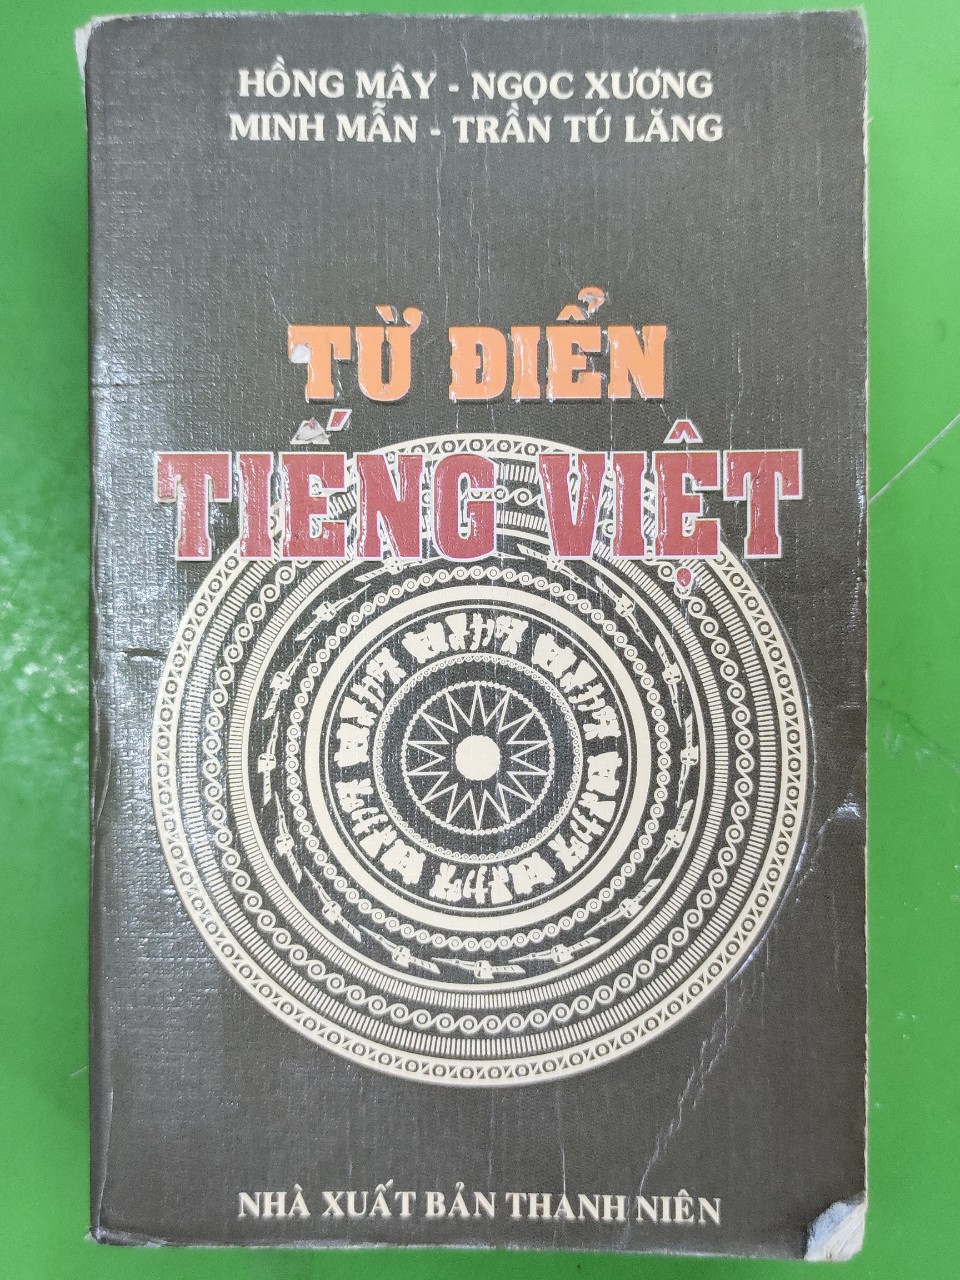 HỒNG MÂY - NGỌC XƯƠNG
MINH MẪN - TRẦN TÚ LĂNG
TỪ ĐIỂN
TIẾNG VIỆT
NHÀ XUẤT BẢN THANH NIÊN